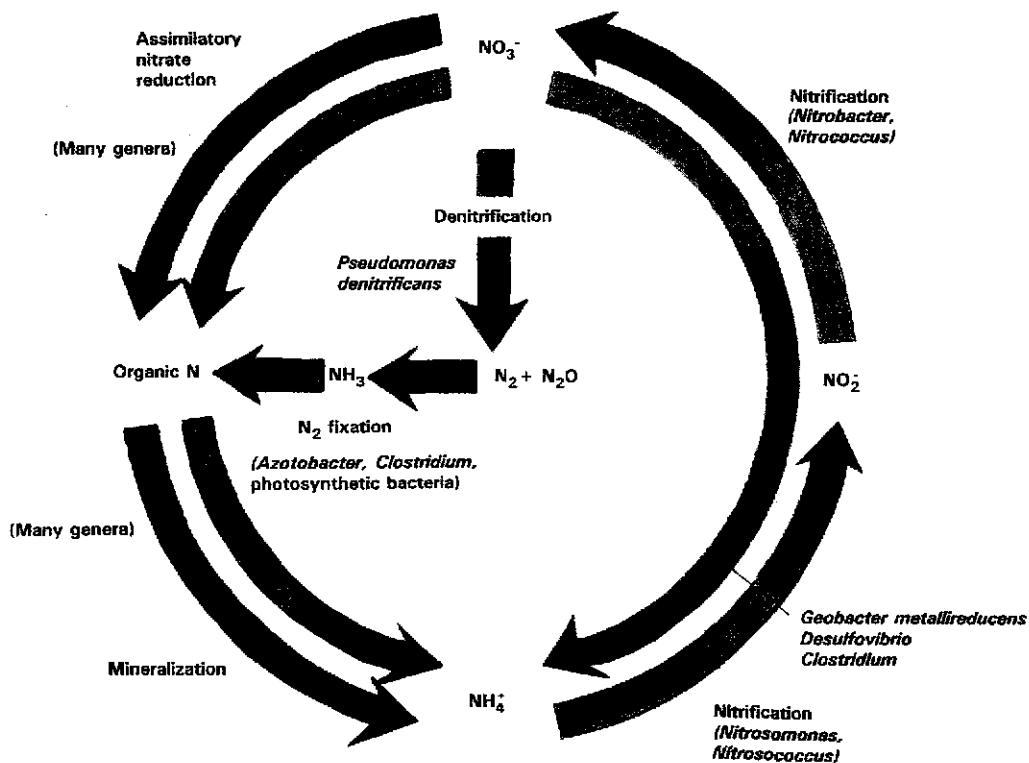 Assimilatory
nitrate
reduction
NO₃⁻
Nitrification
(Nitrobacter,
Nitrococcus)
(Many genera)
Denitrification
Pseudomonas
denitrificans
Organic N
NH₃
N₂ + N₂O
NO₂⁻
N₂ fixation
(Azotobacter, Clostridium,
photosynthetic bacteria)
(Many genera)
Geobacter metallireducens
Desulfovibrio
Clostridium
Mineralization
NH₄⁺
Nitrification
(Nitrosomonas,
Nitrosococcus)